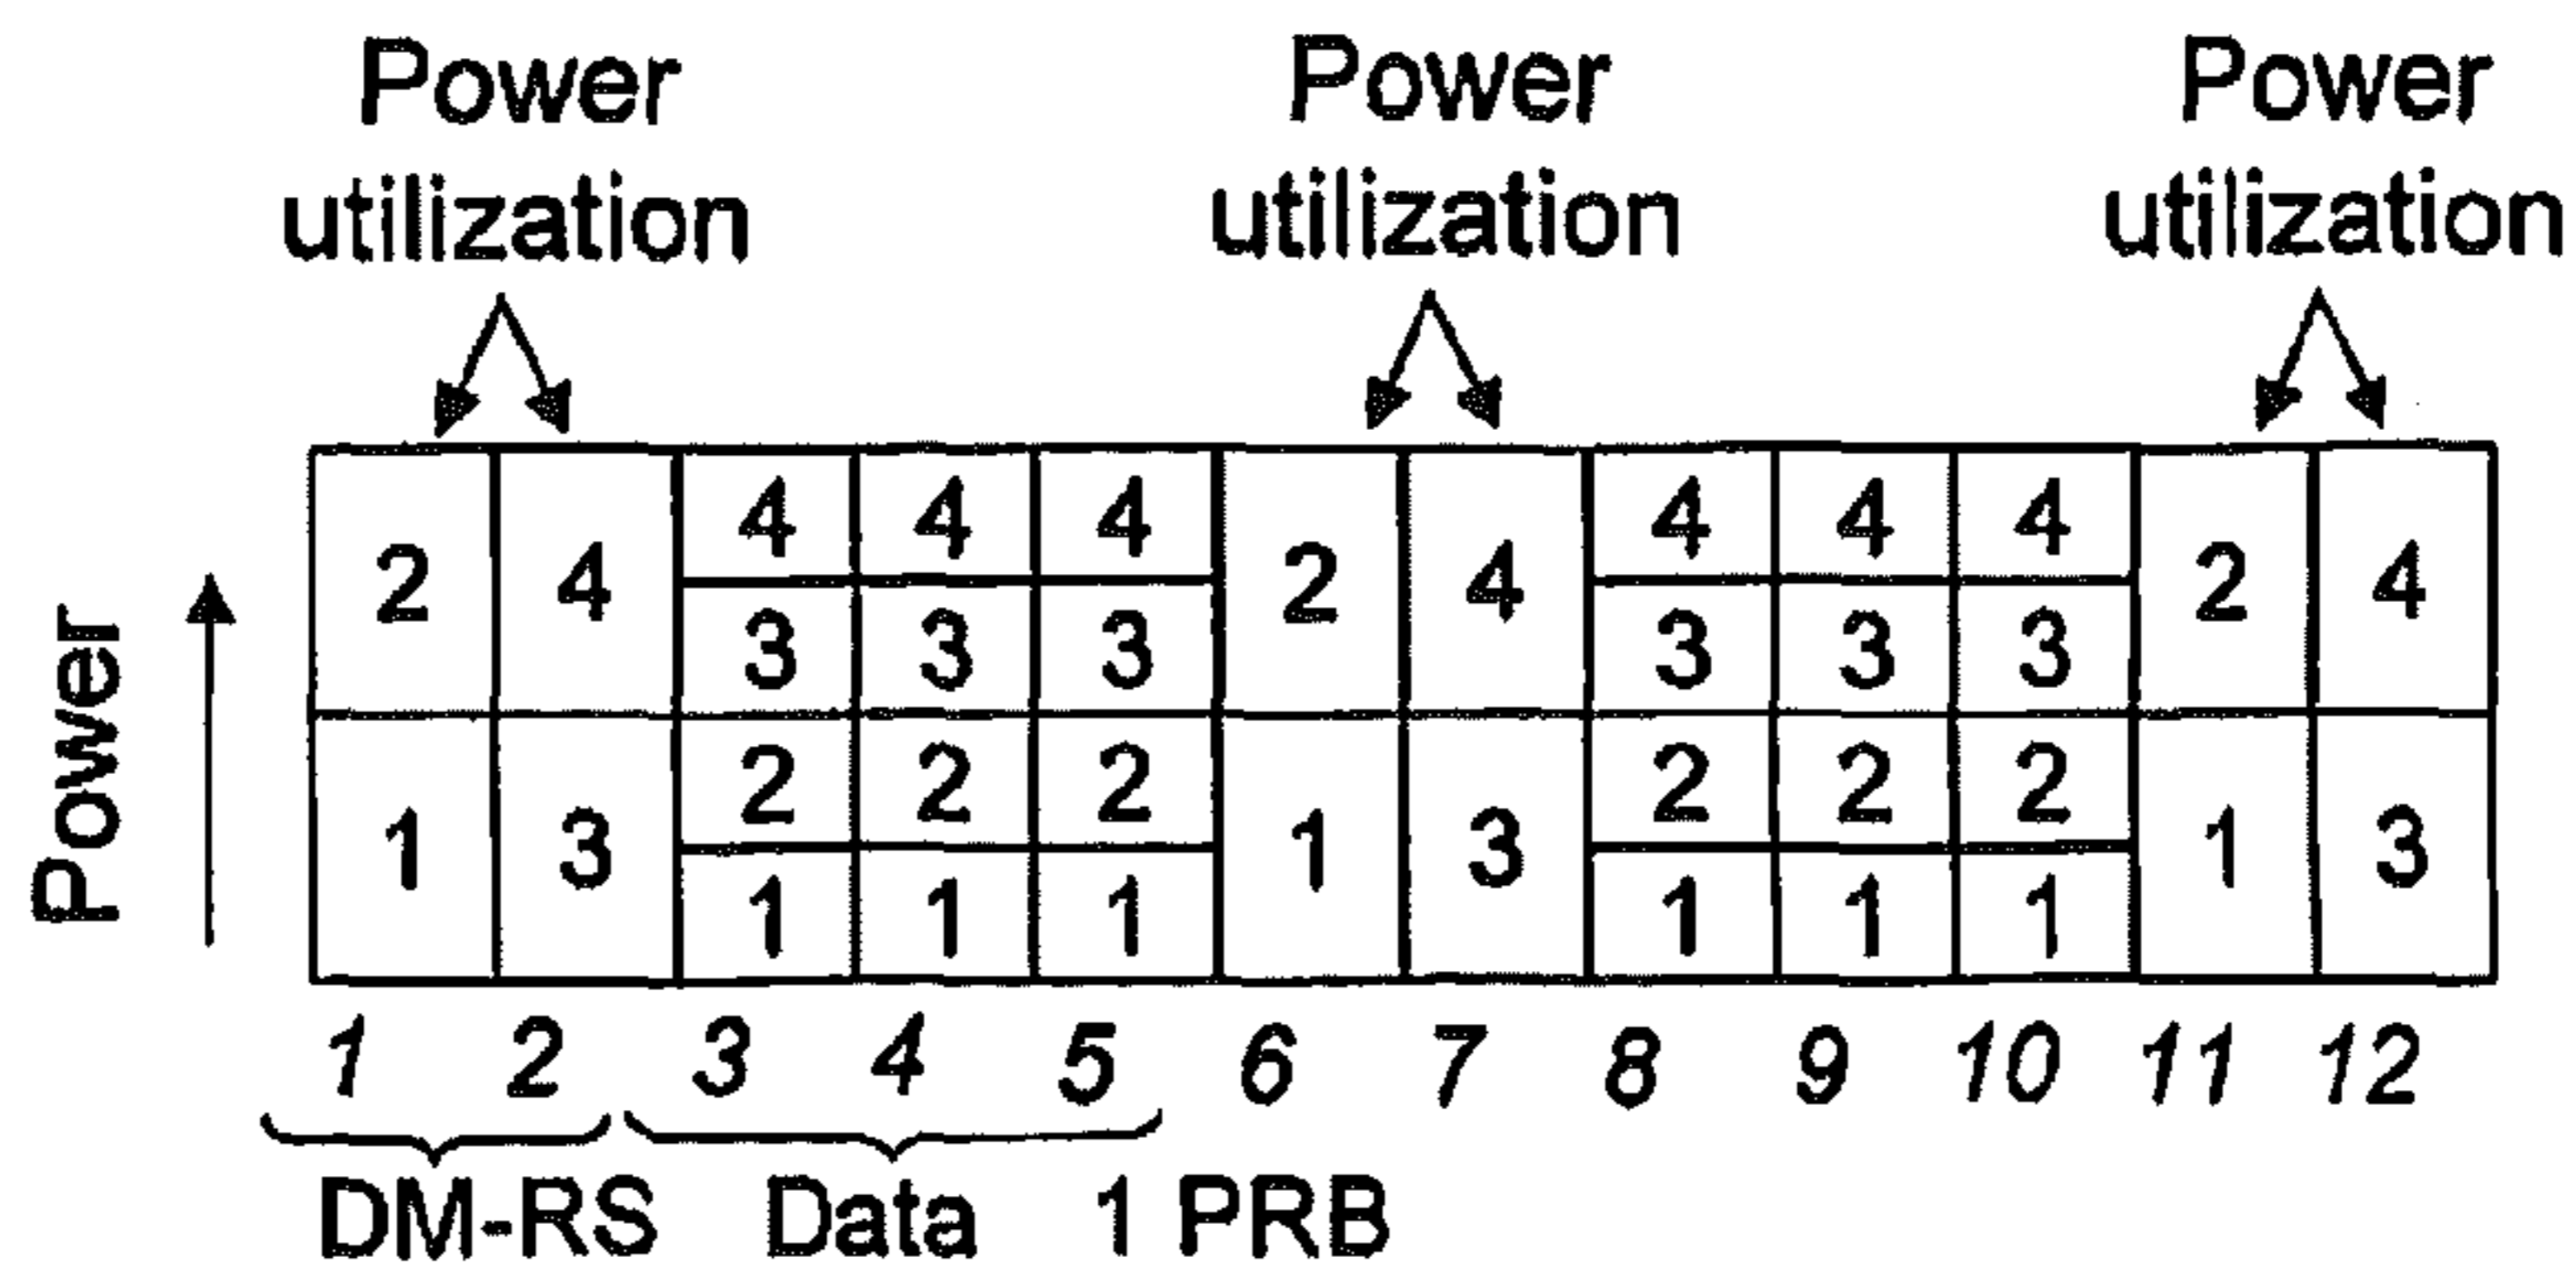 Power Power Power
utilization utilization utilization
2 4 4 4 4 2 4 4 4 4 2 4
3 3 3 3 3 3
Power
1 3 2 2 2 1 3 2 2 2 1 3
1 1 1 1 1 1
1 2 3 4 5 6 7 8 9 10 11 12
DM-RS Data 1 PRB